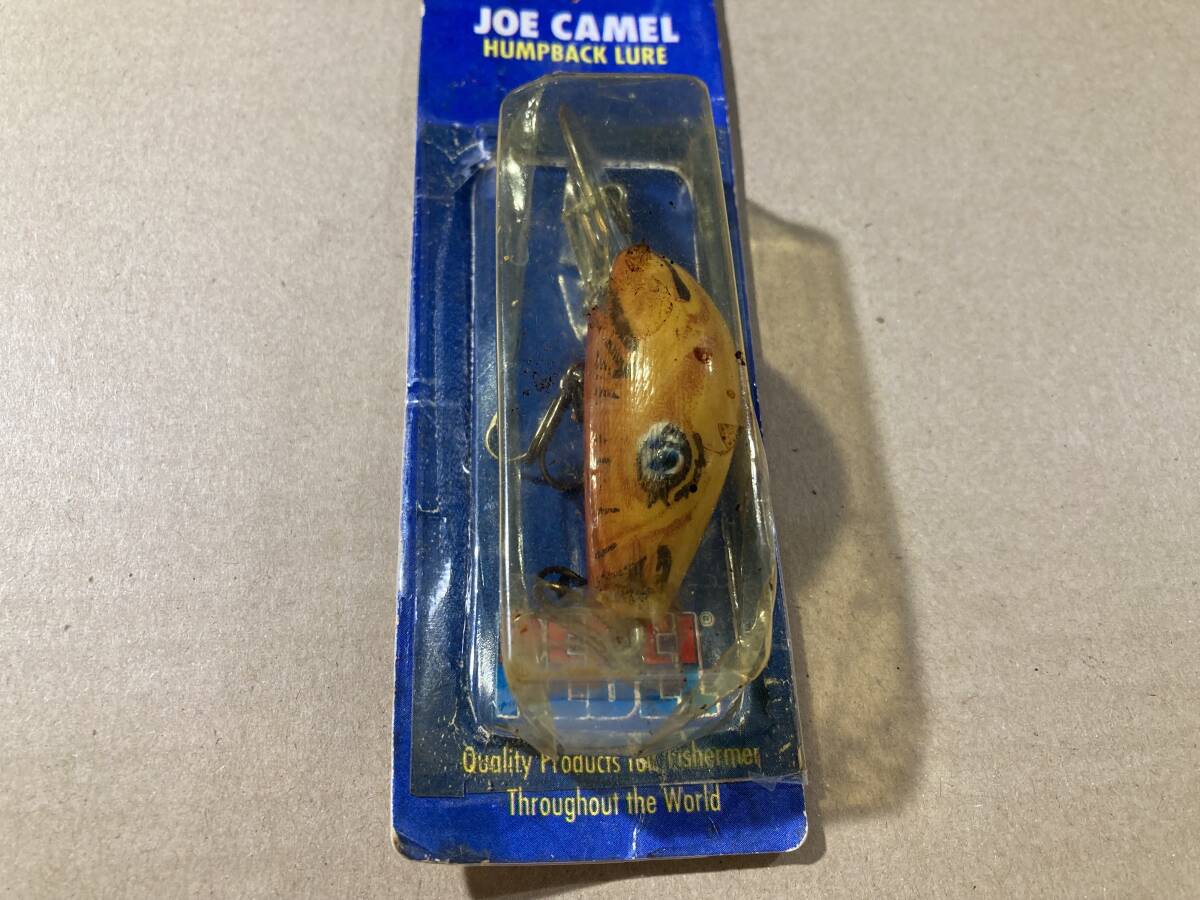 JOE CAMEL
HUMPBACK LURE
®
Quality Products for Fishermen
Throughout the World